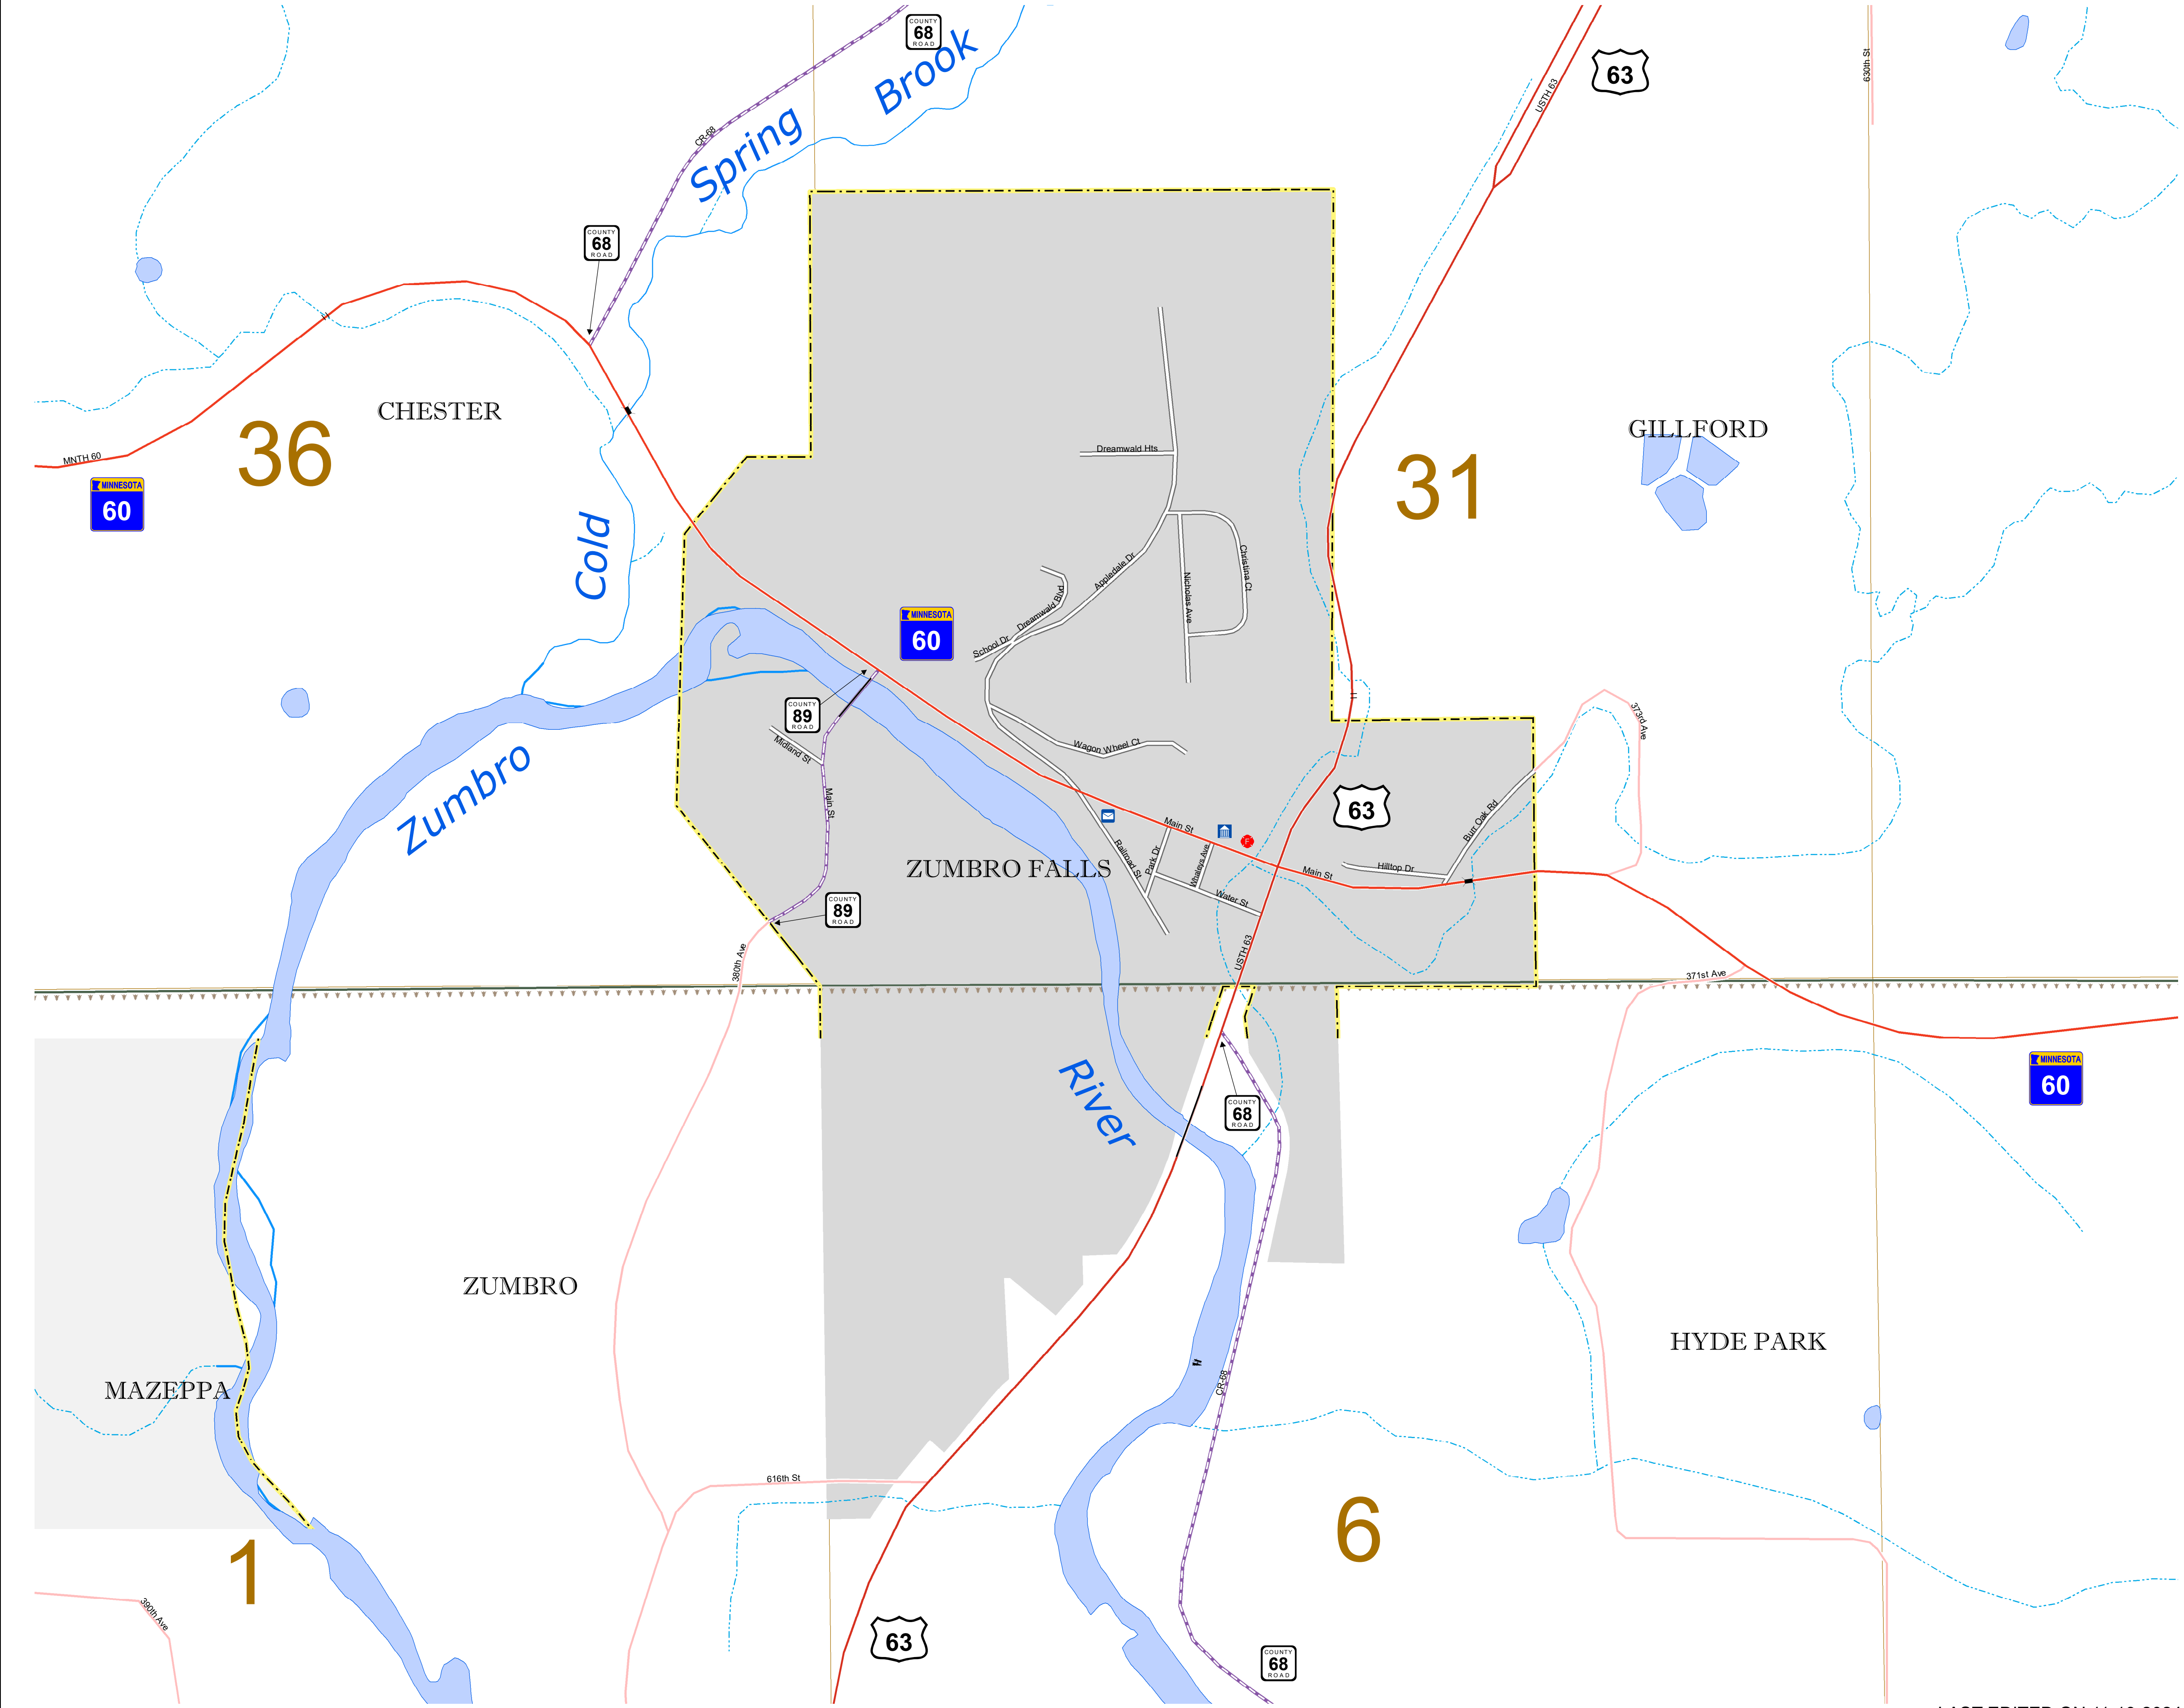 COUNTY
68
ROAD
Brook
63
USTH 63
630th St
CR-68
Spring
COUNTY
68
ROAD
CHESTER
36
MNTH 60
MINNESOTA
60
GILLFORD
31
Cold
Dreamwald Hts
Appledale Dr
Christina Ct
Nicholas Ave
Dreamwald Blvd
School Dr
MINNESOTA
60
COUNTY
89
ROAD
Midland St
Main St
Wagon Wheel Ct
373rd Ave
Zumbro
63
Burr Oak Rd
Main St
F
ZUMBRO FALLS
Railroad St
Park Dr
Whaleys Ave
Main St
Hilltop Dr
Water St
COUNTY
89
ROAD
380th Ave
USTH 63
371st Ave
River
COUNTY
68
ROAD
MINNESOTA
60
ZUMBRO
HYDE PARK
MAZEPPA
CR-68
616th St
6
1
390th Ave
63
COUNTY
68
ROAD